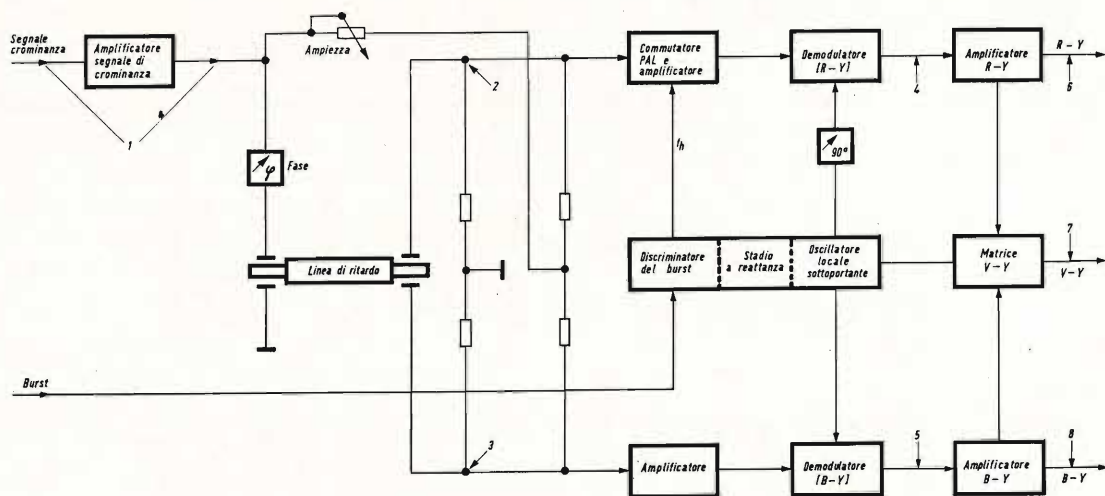 Segnale
crominanza
Amplificatore
segnale di
crominanza
1
4
Ampiezza
2
Commutatore
PAL e
amplificatore
Demodulatore
[R-Y]
4
Amplificatore
R-Y
R-Y
6
φ
Fase
fh
90°
Linea di ritardo
Discriminatore
del burst
Stadio
a reattanza
Oscillatore
locale
sottoportante
Matrice
V-Y
7
V-Y
Burst
3
Amplificatore
Demodulatore
[B-Y]
5
Amplificatore
B-Y
8
B-Y